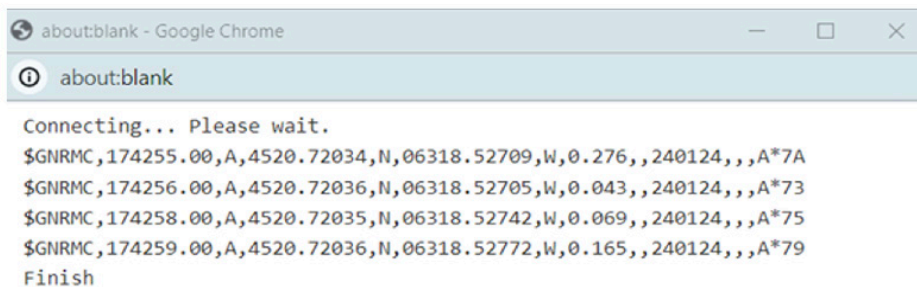 about:blank - Google Chrome
about:blank
Connecting... Please wait.
$GNRMC,174255.00,A,4520.72034,N,06318.52709,W,0.276,,240124,,,A*7A
$GNRMC,174256.00,A,4520.72036,N,06318.52705,W,0.043,,240124,,,A*73
$GNRMC,174258.00,A,4520.72035,N,06318.52742,W,0.069,,240124,,,A*75
$GNRMC,174259.00,A,4520.72036,N,06318.52772,W,0.165,,240124,,,A*79
Finish